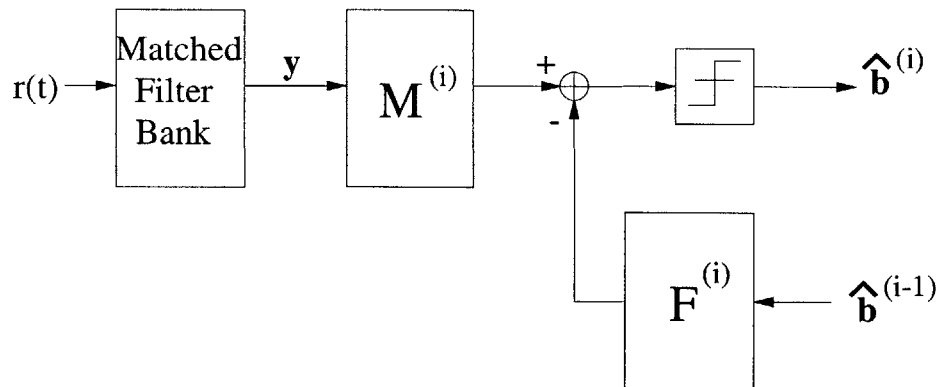 r(t)
Matched
Filter
Bank
y
M^(i)
+
-
b̂^(i)
F^(i)
b̂^(i-1)